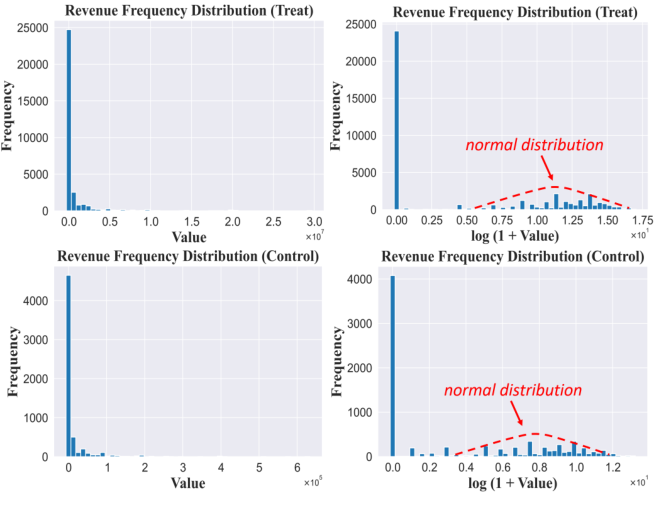 Revenue Frequency Distribution (Treat)
Frequency
25000
20000
15000
10000
5000
0
0.0 0.5 1.0 1.5 2.0 2.5 3.0
Value
×10⁷
Revenue Frequency Distribution (Treat)
Frequency
25000
20000
15000
10000
5000
0
normal distribution
0.00 0.25 0.50 0.75 1.00 1.25 1.50 1.75
log (1 + Value)
×10¹
Revenue Frequency Distribution (Control)
Frequency
4000
3000
2000
1000
0
0 1 2 3 4 5 6
Value
Revenue Frequency Distribution (Control)
Frequency
4000
3000
2000
1000
0
normal distribution
0.0 0.2 0.4 0.6 0.8 1.0 1.2
log (1 + Value)
×10¹